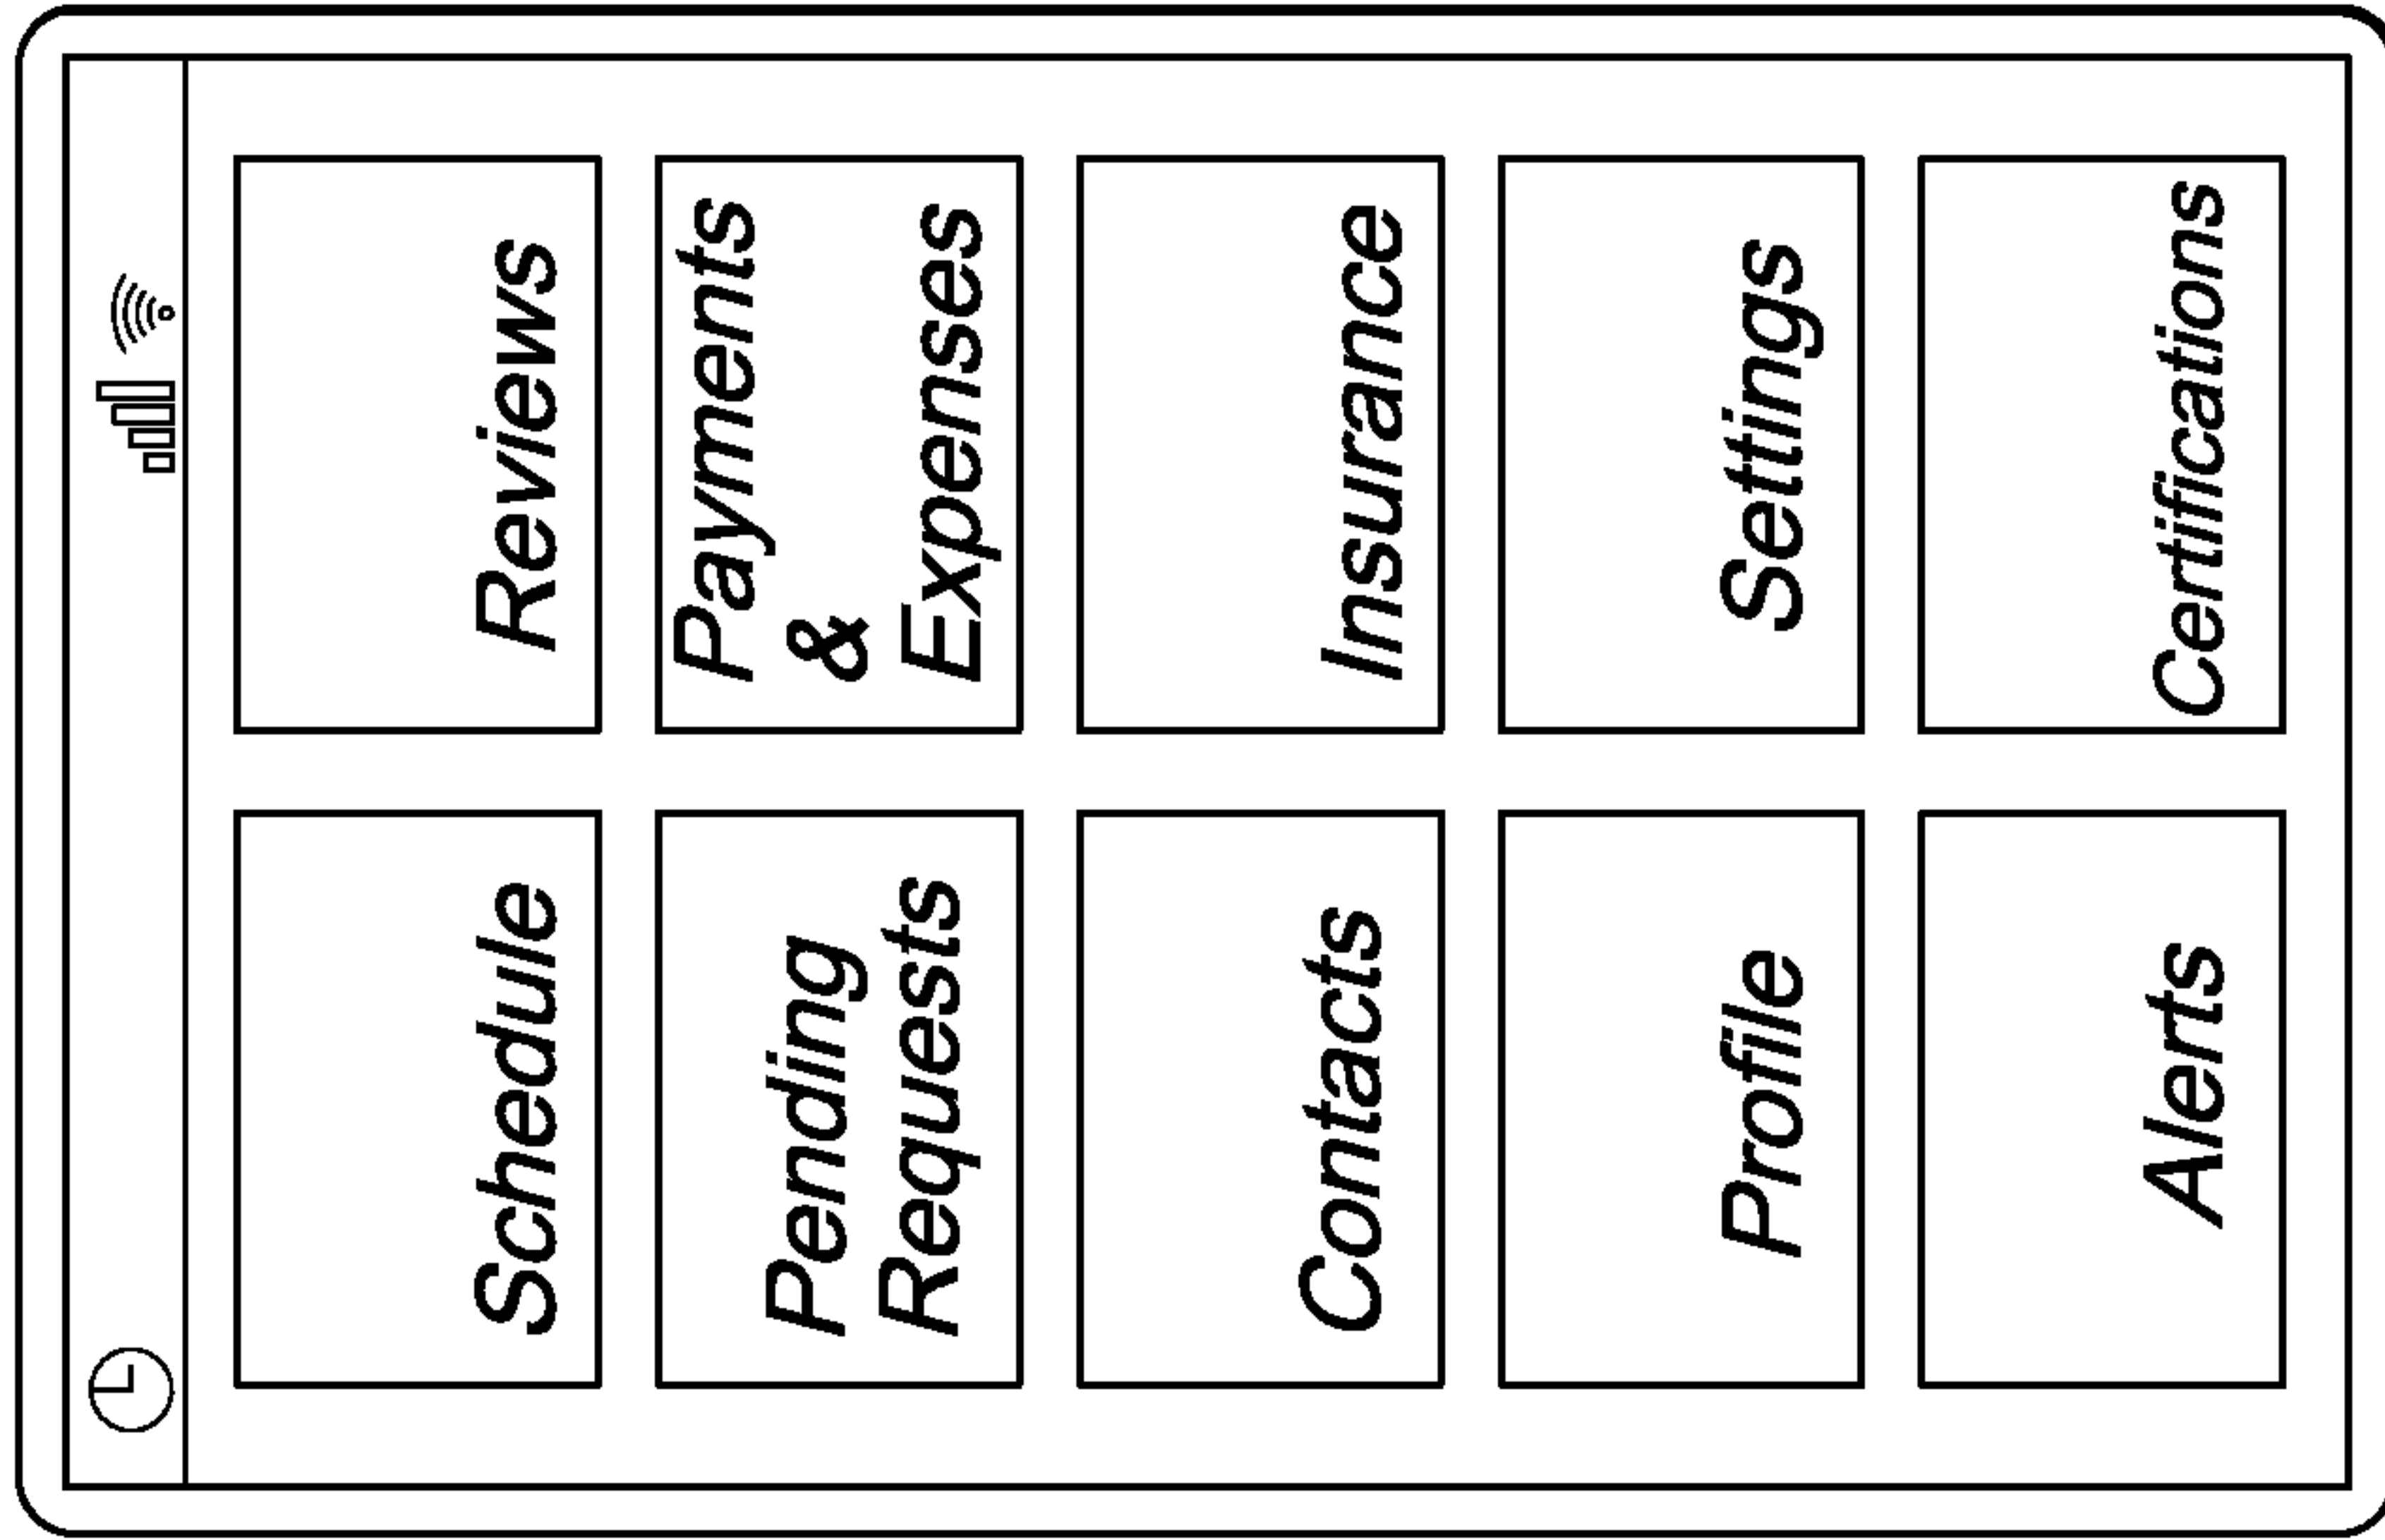 Schedule
Reviews
Pending
Requests
Payments
&
Expenses
Contacts
Insurance
Profile
Settings
Alerts
Certifications